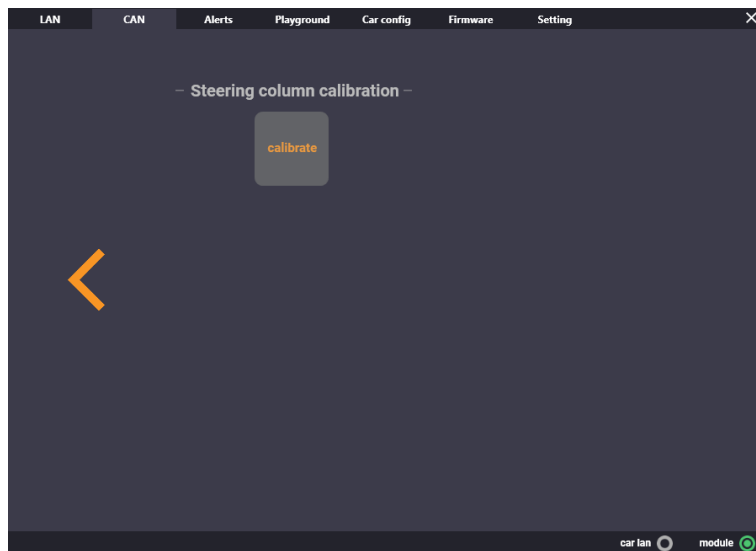 LAN CAN Alerts Playground Car config Firmware Setting
Steering column calibration
calibrate
car lan module